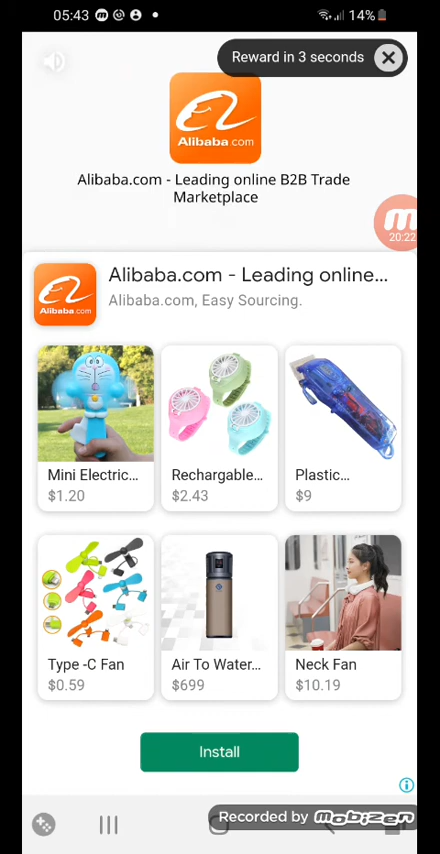 05:43
14%
Reward in 3 seconds
Alibaba.com
Alibaba.com - Leading online B2B Trade
Marketplace
20:22
Alibaba.com
Alibaba.com - Leading online...
Alibaba.com, Easy Sourcing.
Mini Electric...
$1.20
Rechargable...
$2.43
Plastic...
$9
Type -C Fan
$0.59
Air To Water...
$699
Neck Fan
$10.19
Install
Recorded by Mobizen